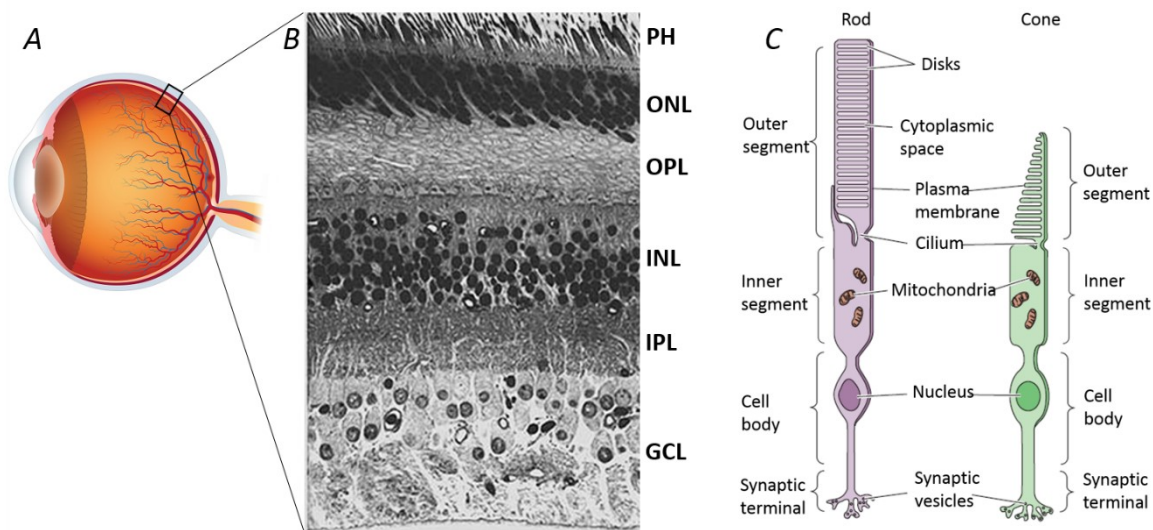 A
B
PH
ONL
OPL
INL
IPL
GCL
C
Rod
Cone
Disks
Outer
segment
Cytoplasmic
space
Plasma
membrane
Outer
segment
Cilium
Inner
segment
Mitochondria
Inner
segment
Cell
body
Nucleus
Cell
body
Synaptic
terminal
Synaptic
vesicles
Synaptic
terminal